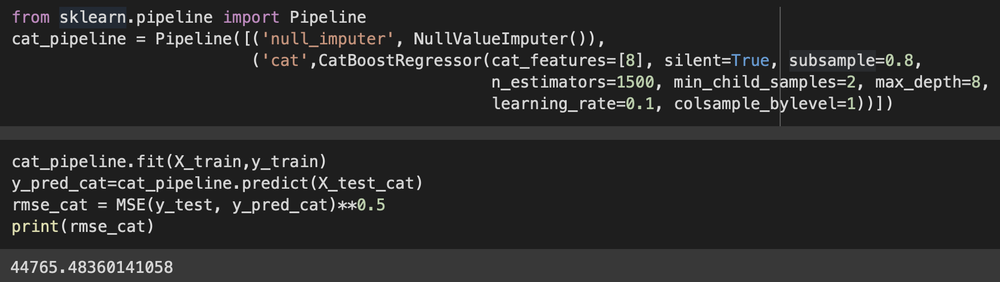 from sklearn.pipeline import Pipeline
cat_pipeline = Pipeline([('null_imputer', NullValueImputer()),
('cat',CatBoostRegressor(cat_features=[8], silent=True, subsample=0.8,
n_estimators=1500, min_child_samples=2, max_depth=8,
learning_rate=0.1, colsample_bylevel=1))])
cat_pipeline.fit(X_train,y_train)
y_pred_cat=cat_pipeline.predict(X_test_cat)
rmse_cat = MSE(y_test, y_pred_cat)**0.5
print(rmse_cat)
44765.48360141058